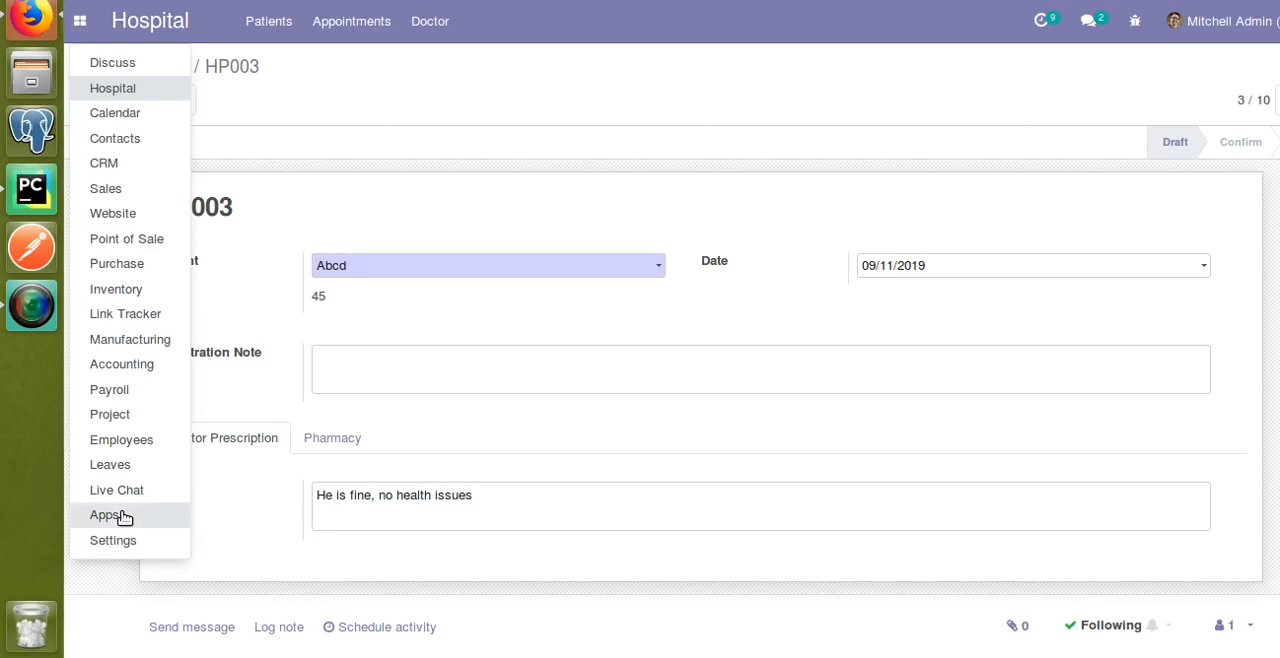 Hospital
Patients
Appointments
Doctor
9
2
Mitchell Admin (
/ HP003
3 / 10
Draft
Confirm
Discuss
Hospital
Calendar
Contacts
CRM
Sales
Website
Point of Sale
Purchase
Inventory
Link Tracker
Manufacturing
Accounting
Payroll
Project
Employees
Leaves
Live Chat
Apps
Settings
003
nt
Abcd
Date
09/11/2019
45
tration Note
tor Prescription
Pharmacy
He is fine, no health issues
Send message
Log note
Schedule activity
0
Following
1
PC